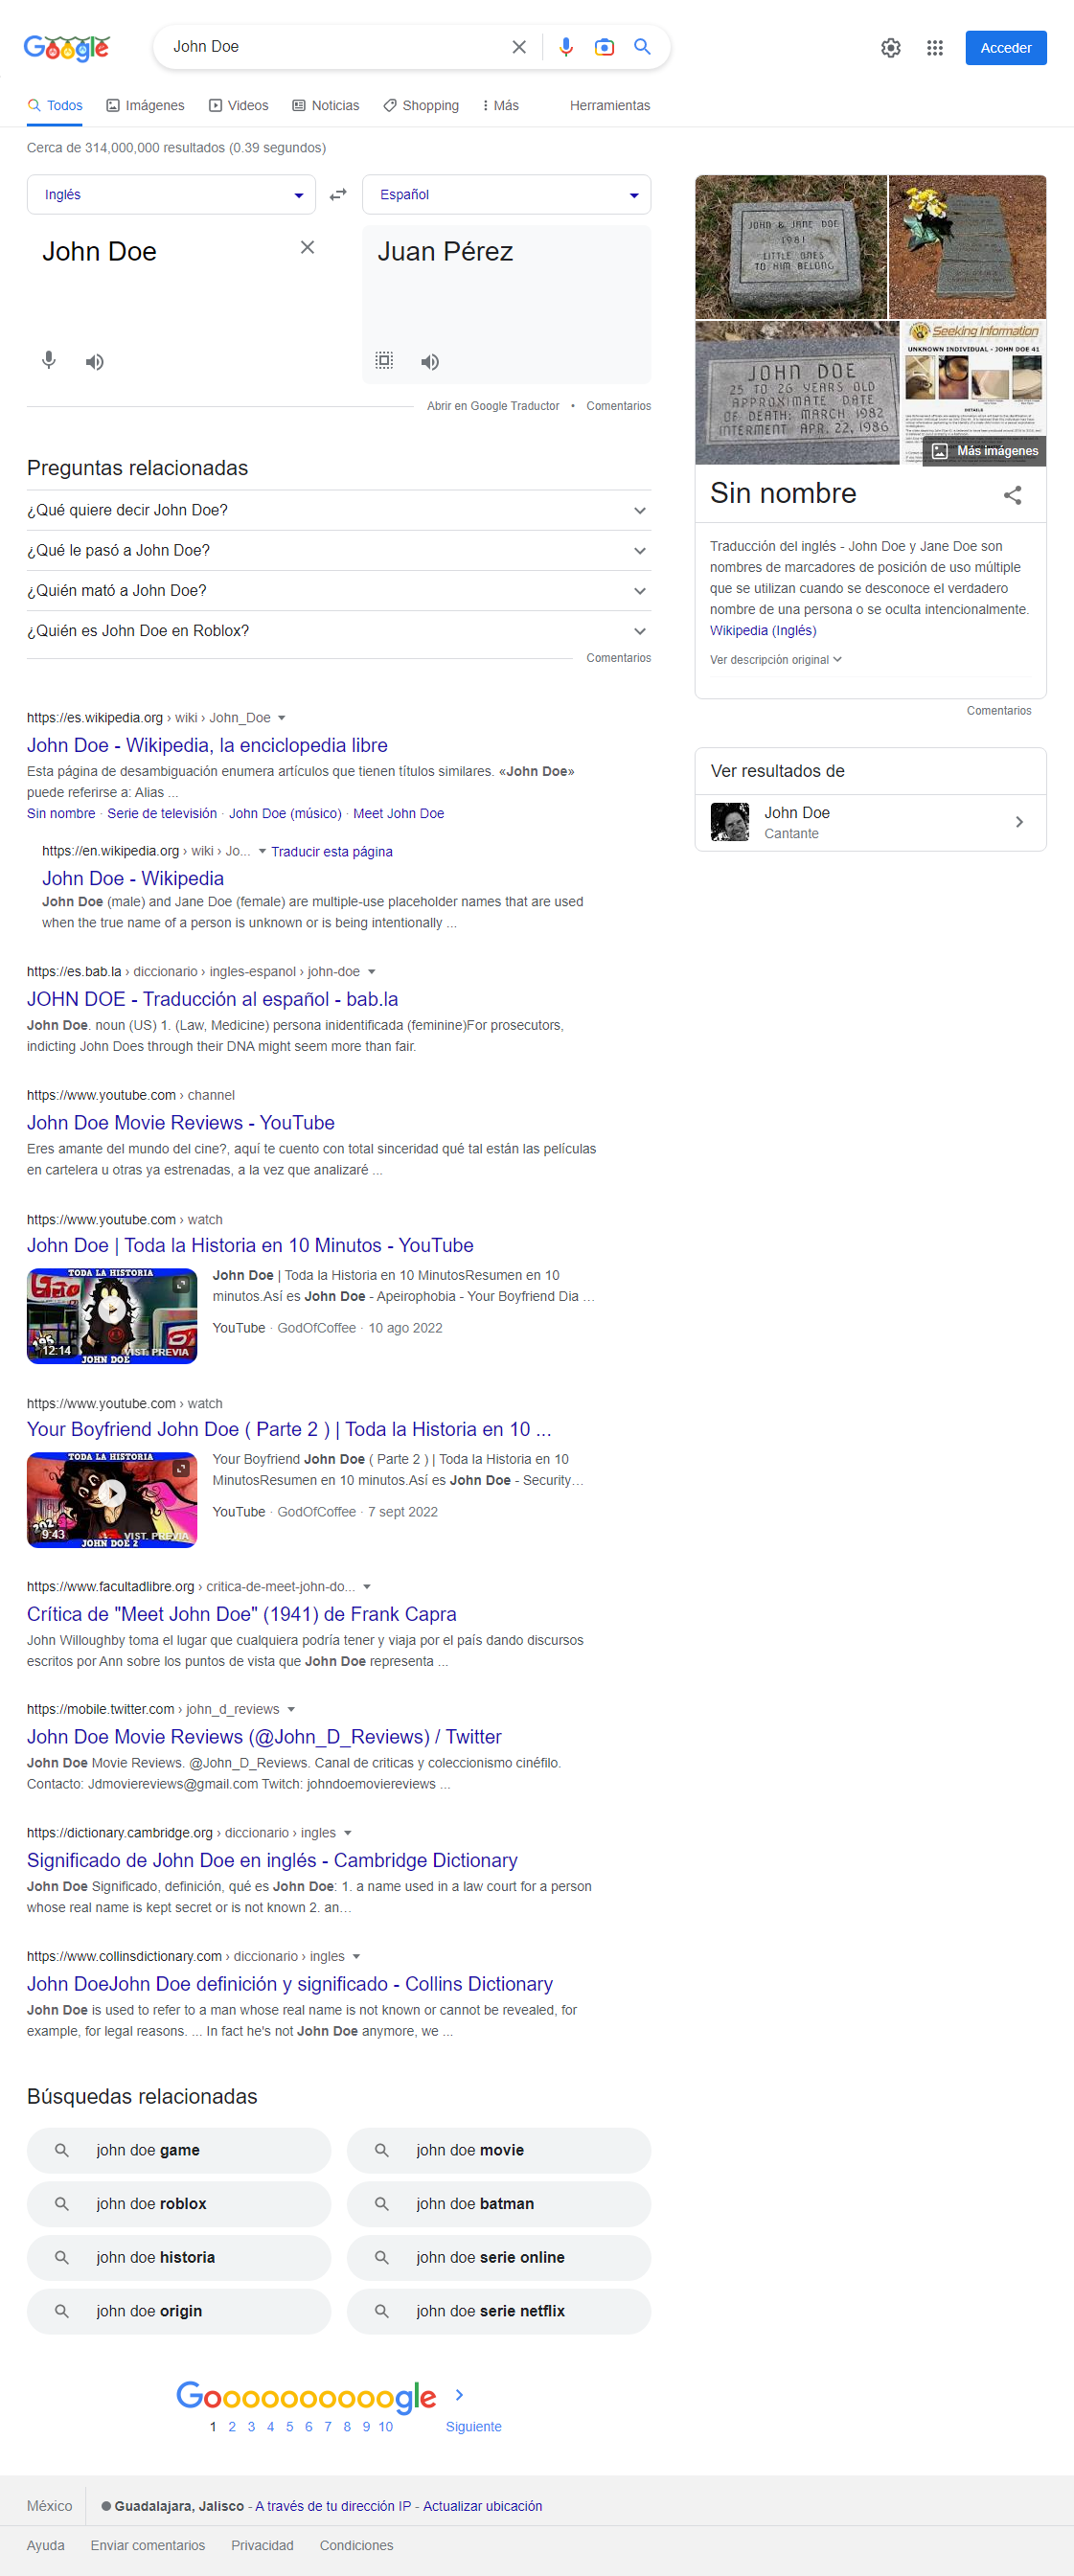 Google
John Doe
Acceder
Todos
Imágenes
Videos
Noticias
Shopping
Más
Herramientas
Cerca de 314,000,000 resultados (0.39 segundos)
Inglés
Español
John Doe
Juan Pérez
Abrir en Google Traductor • Comentarios
Preguntas relacionadas
¿Qué quiere decir John Doe?
¿Qué le pasó a John Doe?
¿Quién mató a John Doe?
¿Quién es John Doe en Roblox?
Comentarios
https://es.wikipedia.org › wiki › John_Doe
John Doe - Wikipedia, la enciclopedia libre
Esta página de desambiguación enumera artículos que tienen títulos similares. «John Doe»
puede referirse a: Alias ...
Sin nombre · Serie de televisión · John Doe (músico) · Meet John Doe
https://en.wikipedia.org › wiki › Jo... Traducir esta página
John Doe - Wikipedia
John Doe (male) and Jane Doe (female) are multiple-use placeholder names that are used
when the true name of a person is unknown or is being intentionally ...
https://es.bab.la › diccionario › ingles-espanol › john-doe
JOHN DOE - Traducción al español - bab.la
John Doe. noun (US) 1. (Law, Medicine) persona inidentificada (feminine)For prosecutors,
indicting John Does through their DNA might seem more than fair.
https://www.youtube.com › channel
John Doe Movie Reviews - YouTube
Eres amante del mundo del cine?, aquí te cuento con total sinceridad qué tal están las películas
en cartelera u otras ya estrenadas, a la vez que analizaré ...
https://www.youtube.com › watch
John Doe | Toda la Historia en 10 Minutos - YouTube
TODA LA HISTORIA
12:14
VIST. PREVIA
JOHN DOE
John Doe | Toda la Historia en 10 MinutosResumen en 10
minutos.Así es John Doe - Apeirophobia - Your Boyfriend Dia ...
YouTube · GodOfCoffee · 10 ago 2022
https://www.youtube.com › watch
Your Boyfriend John Doe ( Parte 2 ) | Toda la Historia en 10 ...
TODA LA HISTORIA
9:43
VIST. PREVIA
JOHN DOE 2
Your Boyfriend John Doe ( Parte 2 ) | Toda la Historia en 10
MinutosResumen en 10 minutos.Así es John Doe - Security...
YouTube · GodOfCoffee · 7 sept 2022
https://www.facultadlibre.org › critica-de-meet-john-do...
Crítica de "Meet John Doe" (1941) de Frank Capra
John Willoughby toma el lugar que cualquiera podría tener y viaja por el país dando discursos
escritos por Ann sobre los puntos de vista que John Doe representa ...
https://mobile.twitter.com › john_d_reviews
John Doe Movie Reviews (@John_D_Reviews) / Twitter
John Doe Movie Reviews. @John_D_Reviews. Canal de criticas y coleccionismo cinéfilo.
Contacto: Jdmoviereviews@gmail.com Twitch: johndoemoviereviews ...
https://dictionary.cambridge.org › diccionario › ingles
Significado de John Doe en inglés - Cambridge Dictionary
John Doe Significado, definición, qué es John Doe: 1. a name used in a law court for a person
whose real name is kept secret or is not known 2. an...
https://www.collinsdictionary.com › diccionario › ingles
John DoeJohn Doe definición y significado - Collins Dictionary
John Doe is used to refer to a man whose real name is not known or cannot be revealed, for
example, for legal reasons. ... In fact he's not John Doe anymore, we ...
Búsquedas relacionadas
john doe game
john doe movie
john doe roblox
john doe batman
john doe historia
john doe serie online
john doe origin
john doe serie netflix
Goooooooooogle
1 2 3 4 5 6 7 8 9 10 Siguiente
JOHN & JANE DOE
1981
LITTLE ONES
TO HIM BELONG
JOHN DOE
25 TO 26 YEARS OLD
APPROXIMATE DATE
OF DEATH: MARCH 1982
INTERMENT APR. 22, 1986
Seeking Information
UNKNOWN INDIVIDUAL - JOHN DOE 41
DETAILS
Más imágenes
Sin nombre
Traducción del inglés - John Doe y Jane Doe son
nombres de marcadores de posición de uso múltiple
que se utilizan cuando se desconoce el verdadero
nombre de una persona o se oculta intencionalmente.
Wikipedia (Inglés)
Ver descripción original
Comentarios
Ver resultados de
John Doe
Cantante
México
Guadalajara, Jalisco - A través de tu dirección IP - Actualizar ubicación
Ayuda
Enviar comentarios
Privacidad
Condiciones